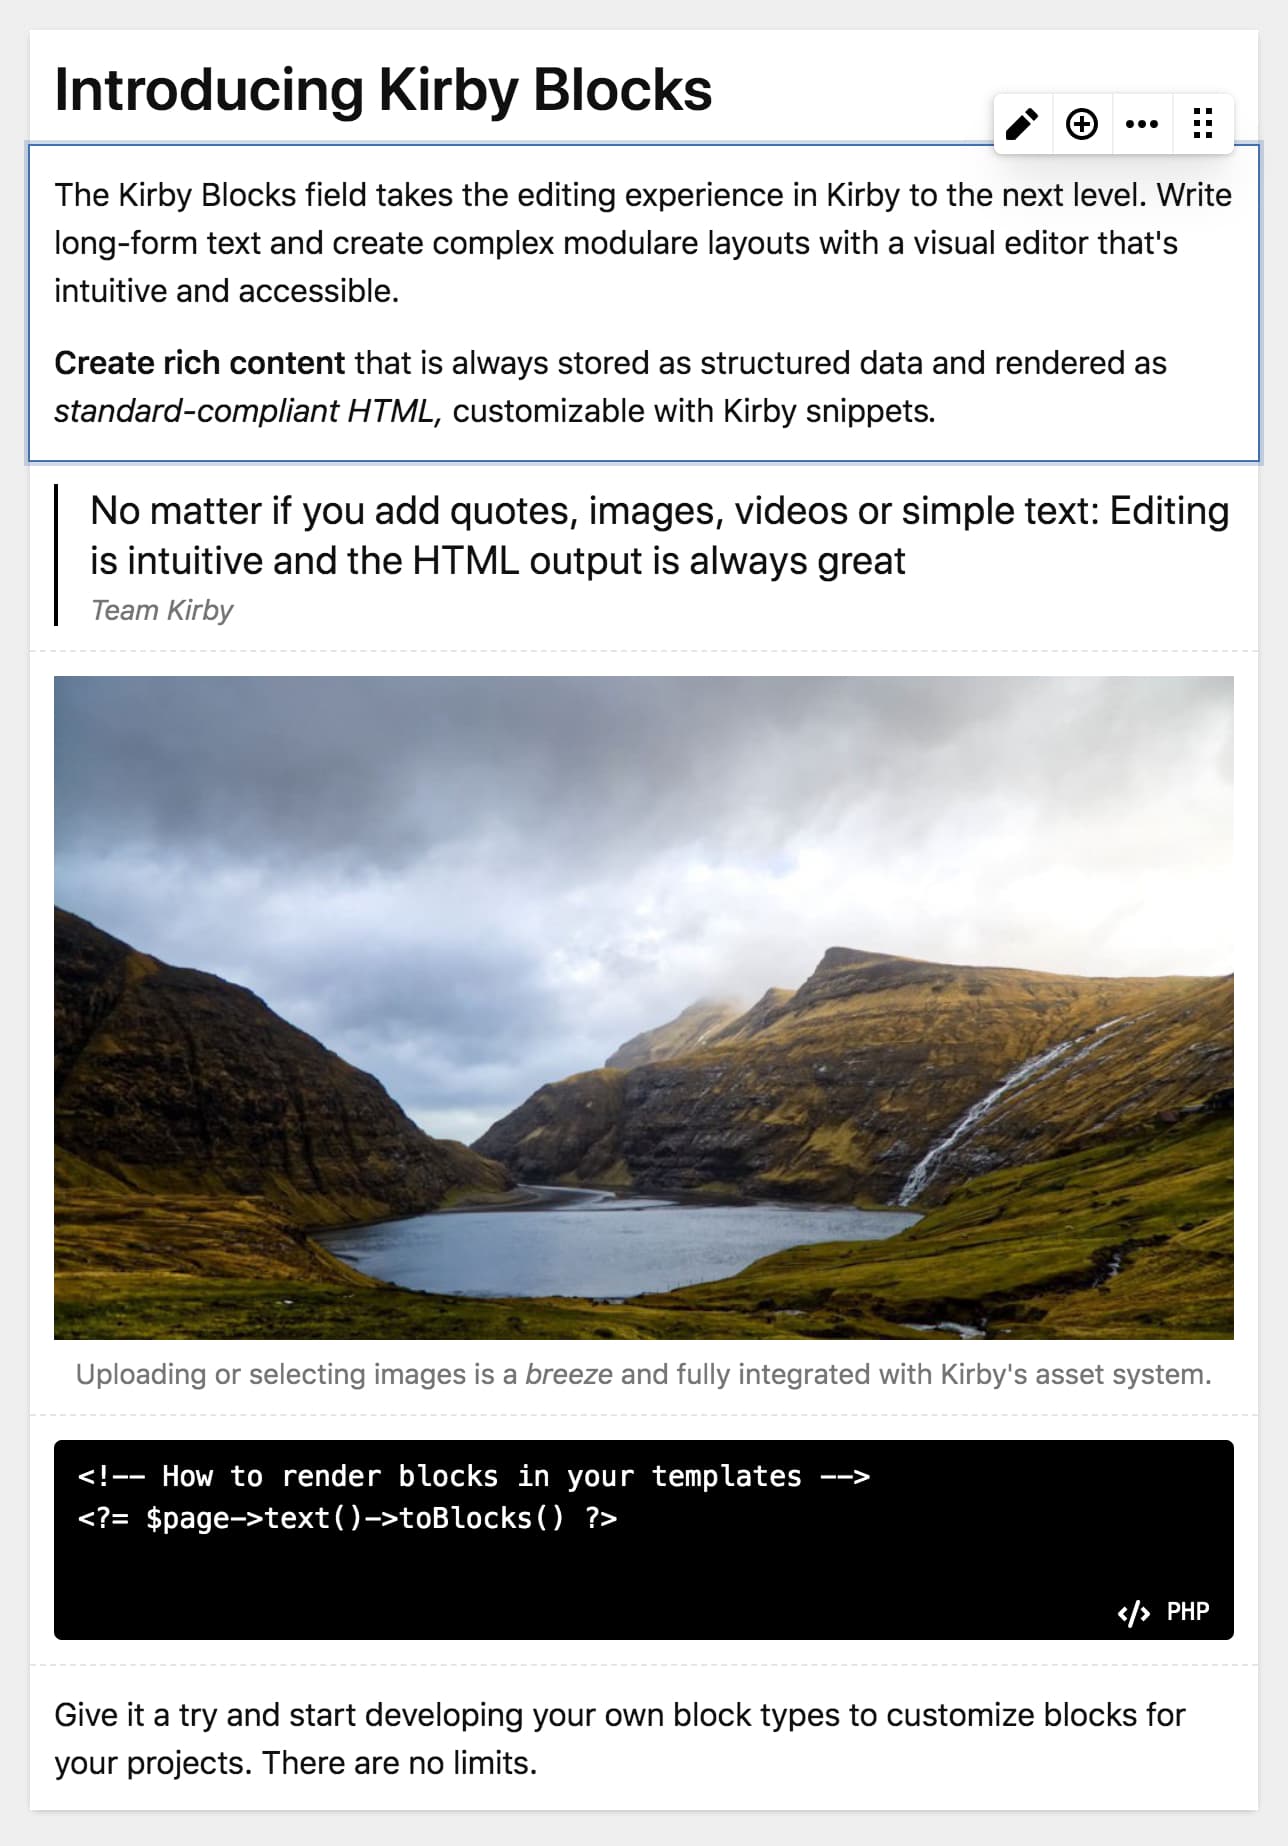 Introducing Kirby Blocks
The Kirby Blocks field takes the editing experience in Kirby to the next level. Write
long-form text and create complex modulare layouts with a visual editor that's
intuitive and accessible.
Create rich content that is always stored as structured data and rendered as
standard-compliant HTML, customizable with Kirby snippets.
No matter if you add quotes, images, videos or simple text: Editing
is intuitive and the HTML output is always great
Team Kirby
Uploading or selecting images is a breeze and fully integrated with Kirby's asset system.
<!-- How to render blocks in your templates -->
<?= $page->text()->toBlocks() ?>
</> PHP
Give it a try and start developing your own block types to customize blocks for
your projects. There are no limits.